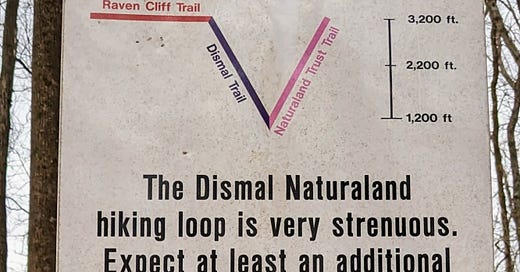 Raven Cliff Trail
Dismal Trail
Naturaland Trust Trail
3,200 ft.
2,200 ft.
1,200 ft
The Dismal Naturaland
hiking loop is very strenuous.
Expect at least an additional